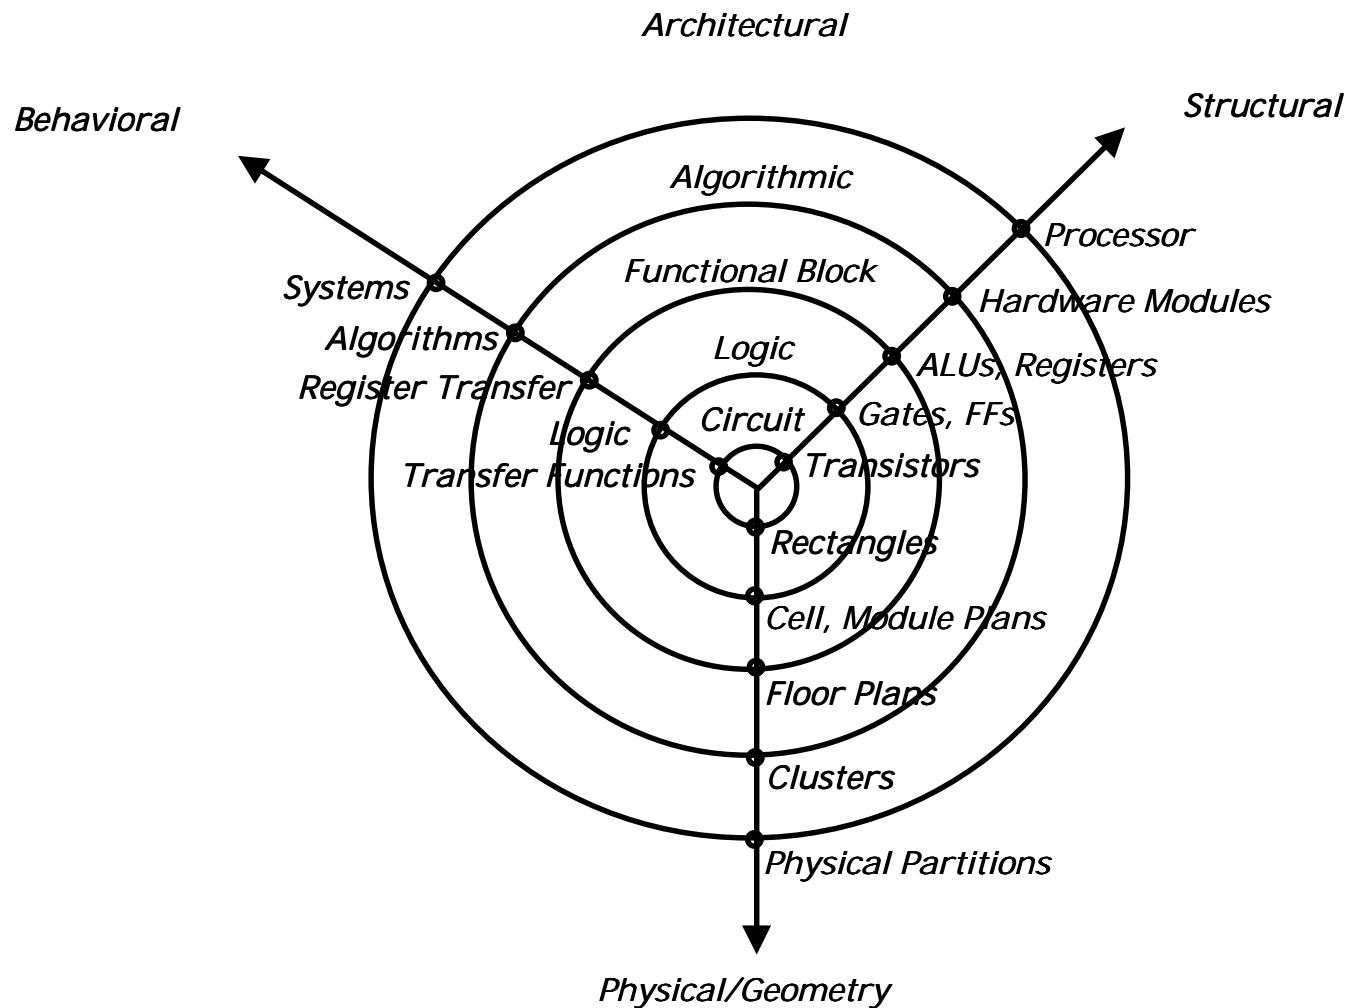 Architectural
Behavioral
Structural
Algorithmic
Processor
Functional Block
Systems
Hardware Modules
Algorithms
Logic
ALUs, Registers
Register Transfer
Circuit
Gates, FFs
Logic
Transistors
Transfer Functions
Rectangles
Cell, Module Plans
Floor Plans
Clusters
Physical Partitions
Physical/Geometry